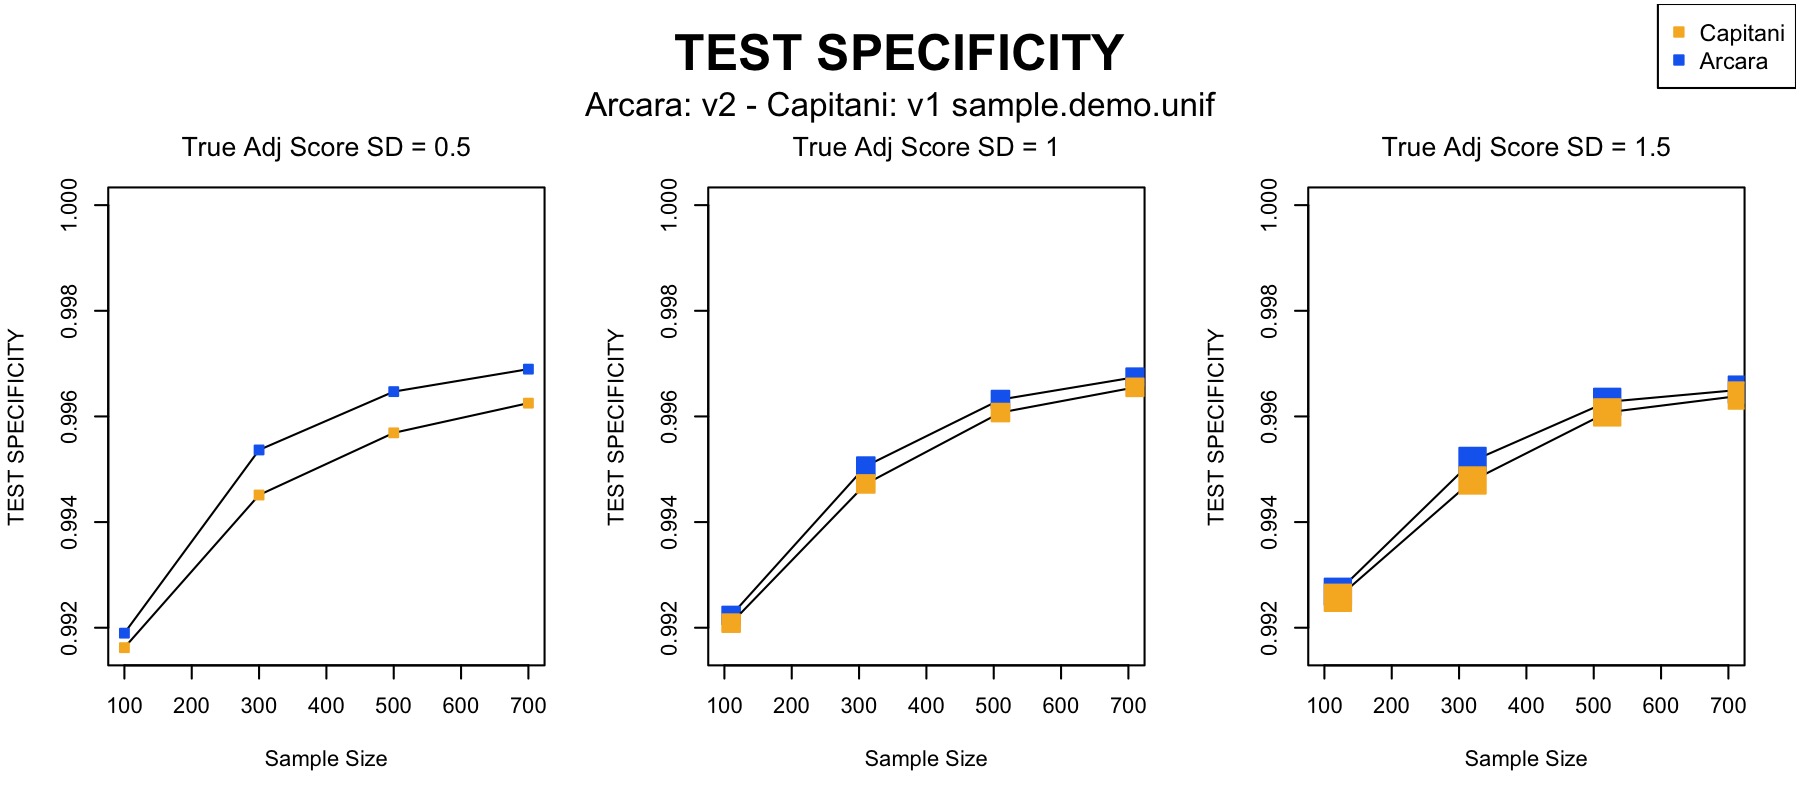 TEST SPECIFICITY
Arcara: v2 - Capitani: v1 sample.demo.unif
Capitani
Arcara
True Adj Score SD = 0.5
TEST SPECIFICITY
1.000
0.998
0.996
0.994
0.992
100 200 300 400 500 600 700
Sample Size
True Adj Score SD = 1
TEST SPECIFICITY
1.000
0.998
0.996
0.994
0.992
100 200 300 400 500 600 700
Sample Size
True Adj Score SD = 1.5
TEST SPECIFICITY
1.000
0.998
0.996
0.994
0.992
100 200 300 400 500 600 700
Sample Size